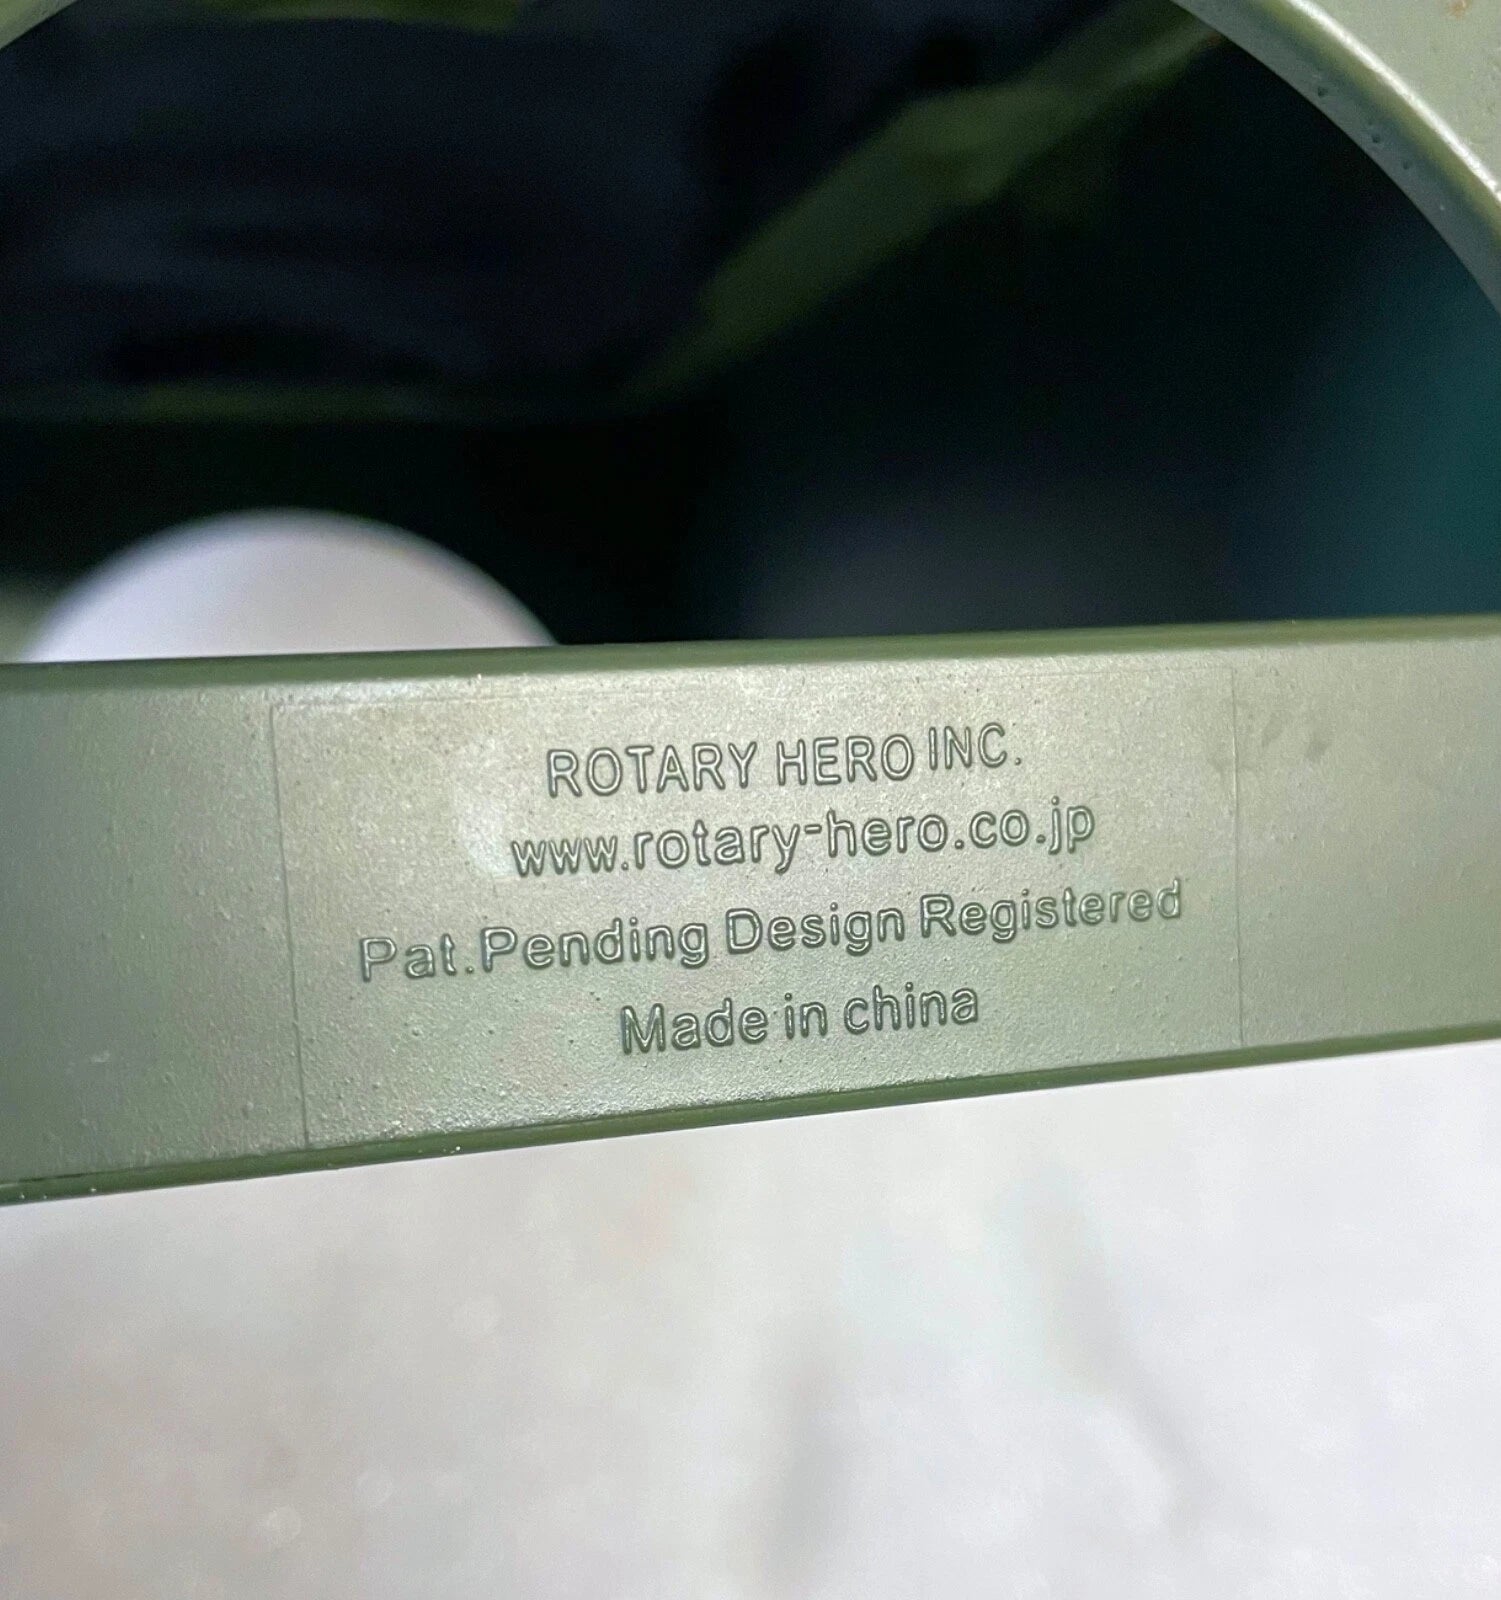 ROTARY HERO INC.
www.rotary-hero.co.jp
Pat.Pending Design Registered
Made in china